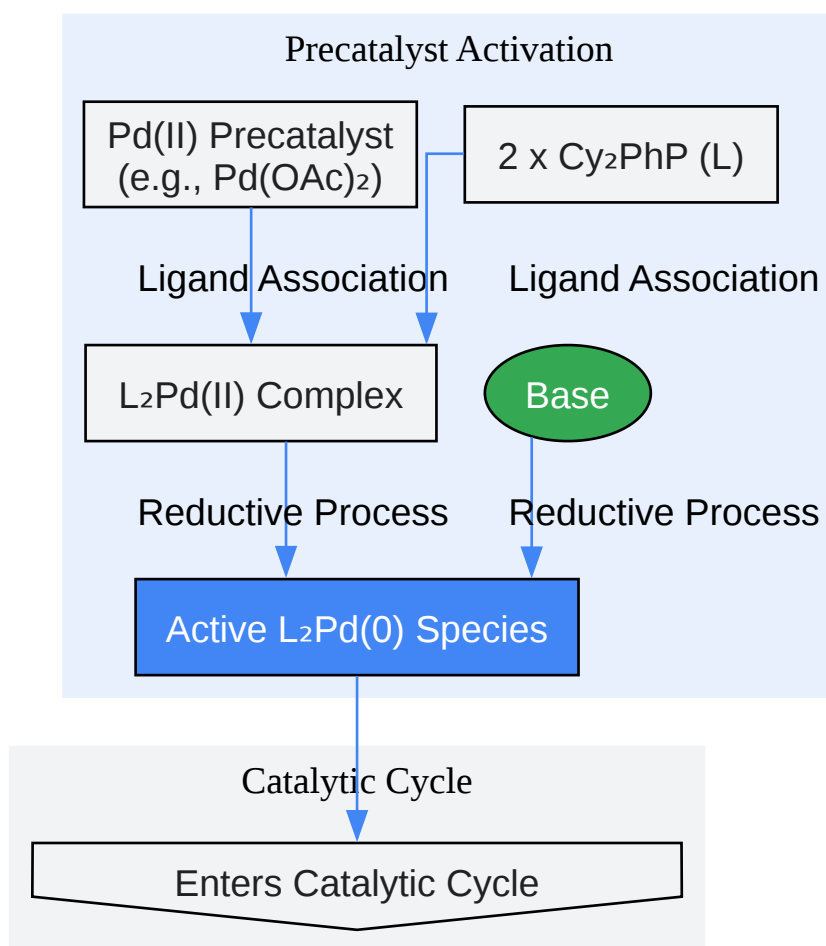 Precatalyst Activation
Pd(II) Precatalyst
(e.g., Pd(OAc)₂)
2 x Cy₂PhP (L)
Ligand Association
Ligand Association
L₂Pd(II) Complex
Base
Reductive Process
Reductive Process
Active L₂Pd(0) Species
Catalytic Cycle
Enters Catalytic Cycle